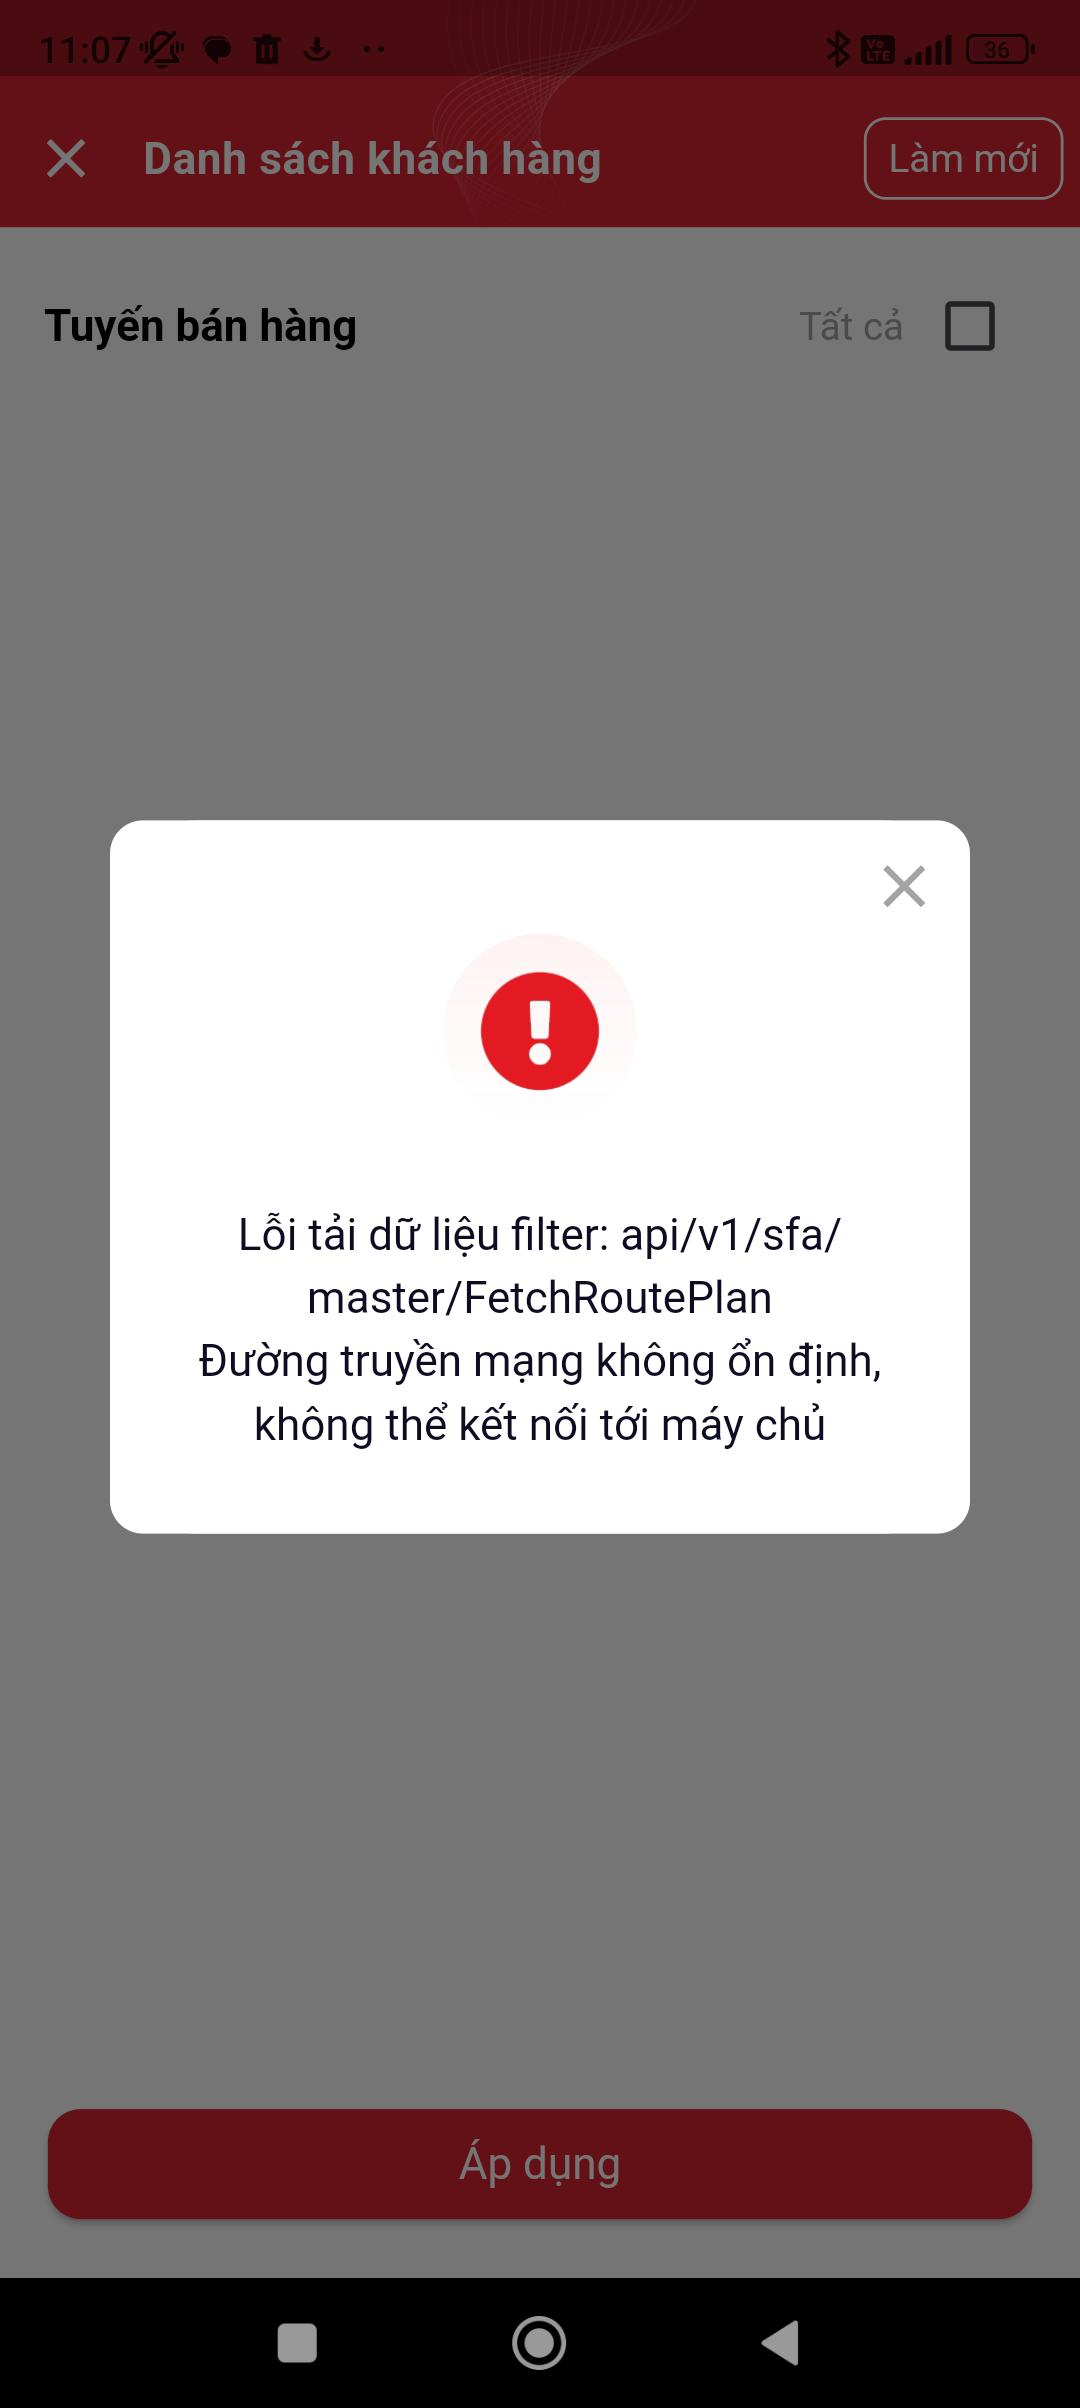 11:07
Vo LTE
36
Danh sách khách hàng
Làm mới
Tuyến bán hàng
Tất cả
Lỗi tải dữ liệu filter: api/v1/sfa/
master/FetchRoutePlan
Đường truyền mạng không ổn định,
không thể kết nối tới máy chủ
Áp dụng